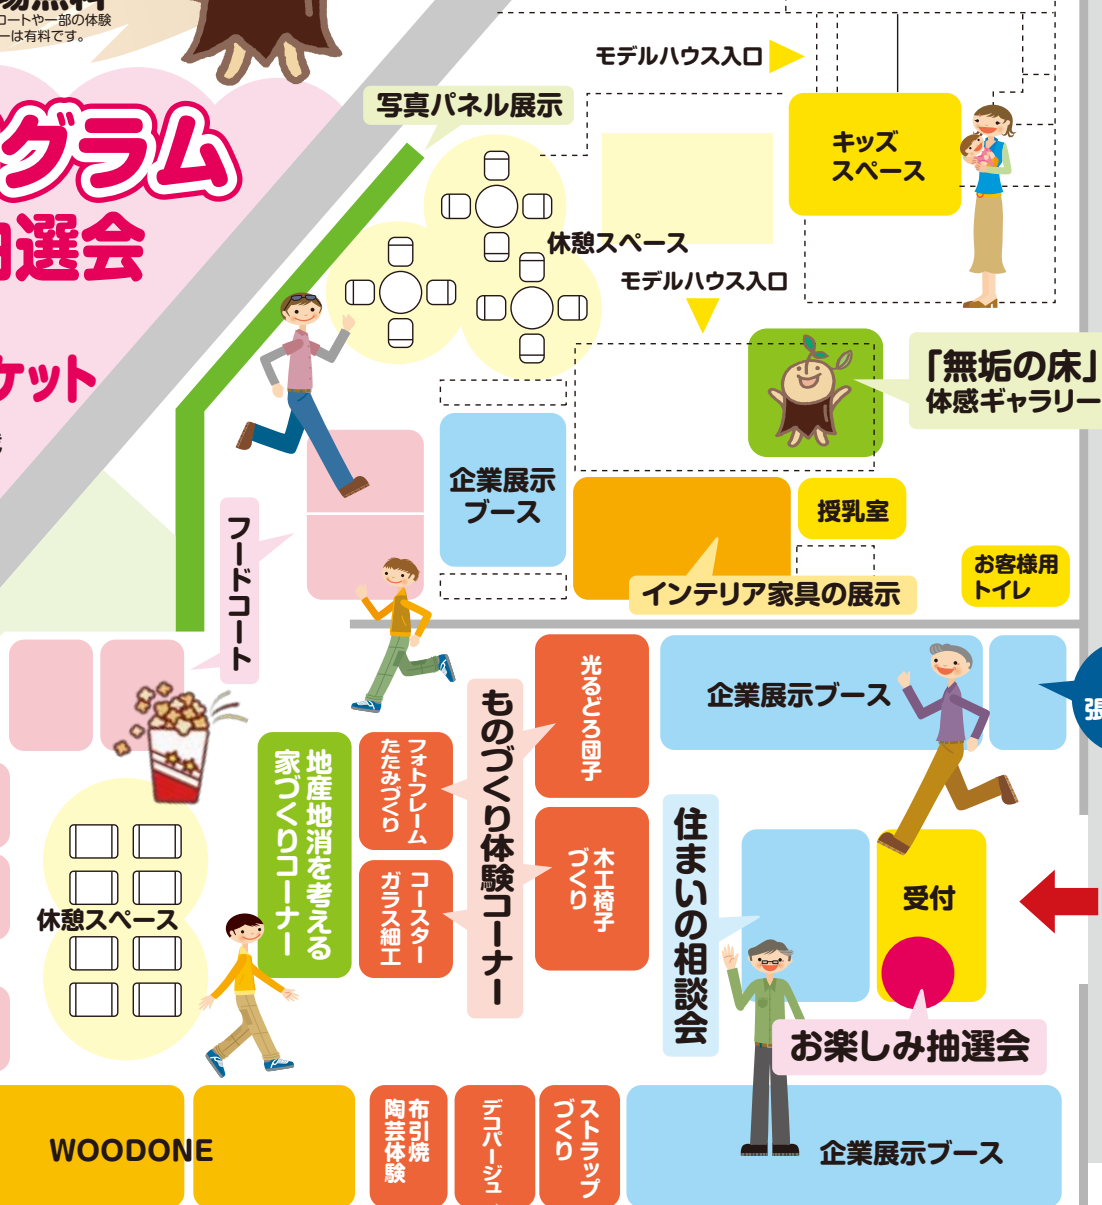 コートや一部の体験
ーは有料です。
グラム
選会
ケット
モデルハウス入口
写真パネル展示
キッズ
スペース
休憩スペース
モデルハウス入口
「無垢の床」
体感ギャラリー
企業展示
ブース
授乳室
お客様用
トイレ
インテリア家具の展示
フードコート
光るどろ団子
企業展示ブース
張
ものづくり体験コーナー
フォトフレーム
たたみづくり
地産地消を考える
家づくりコーナー
コースター
ガラス細工
木工椅子
づくり
住まいの相談会
受付
休憩スペース
お楽しみ抽選会
WOODONE
布引焼
陶芸体験
デコパージュ
ストラップ
づくり
企業展示ブース